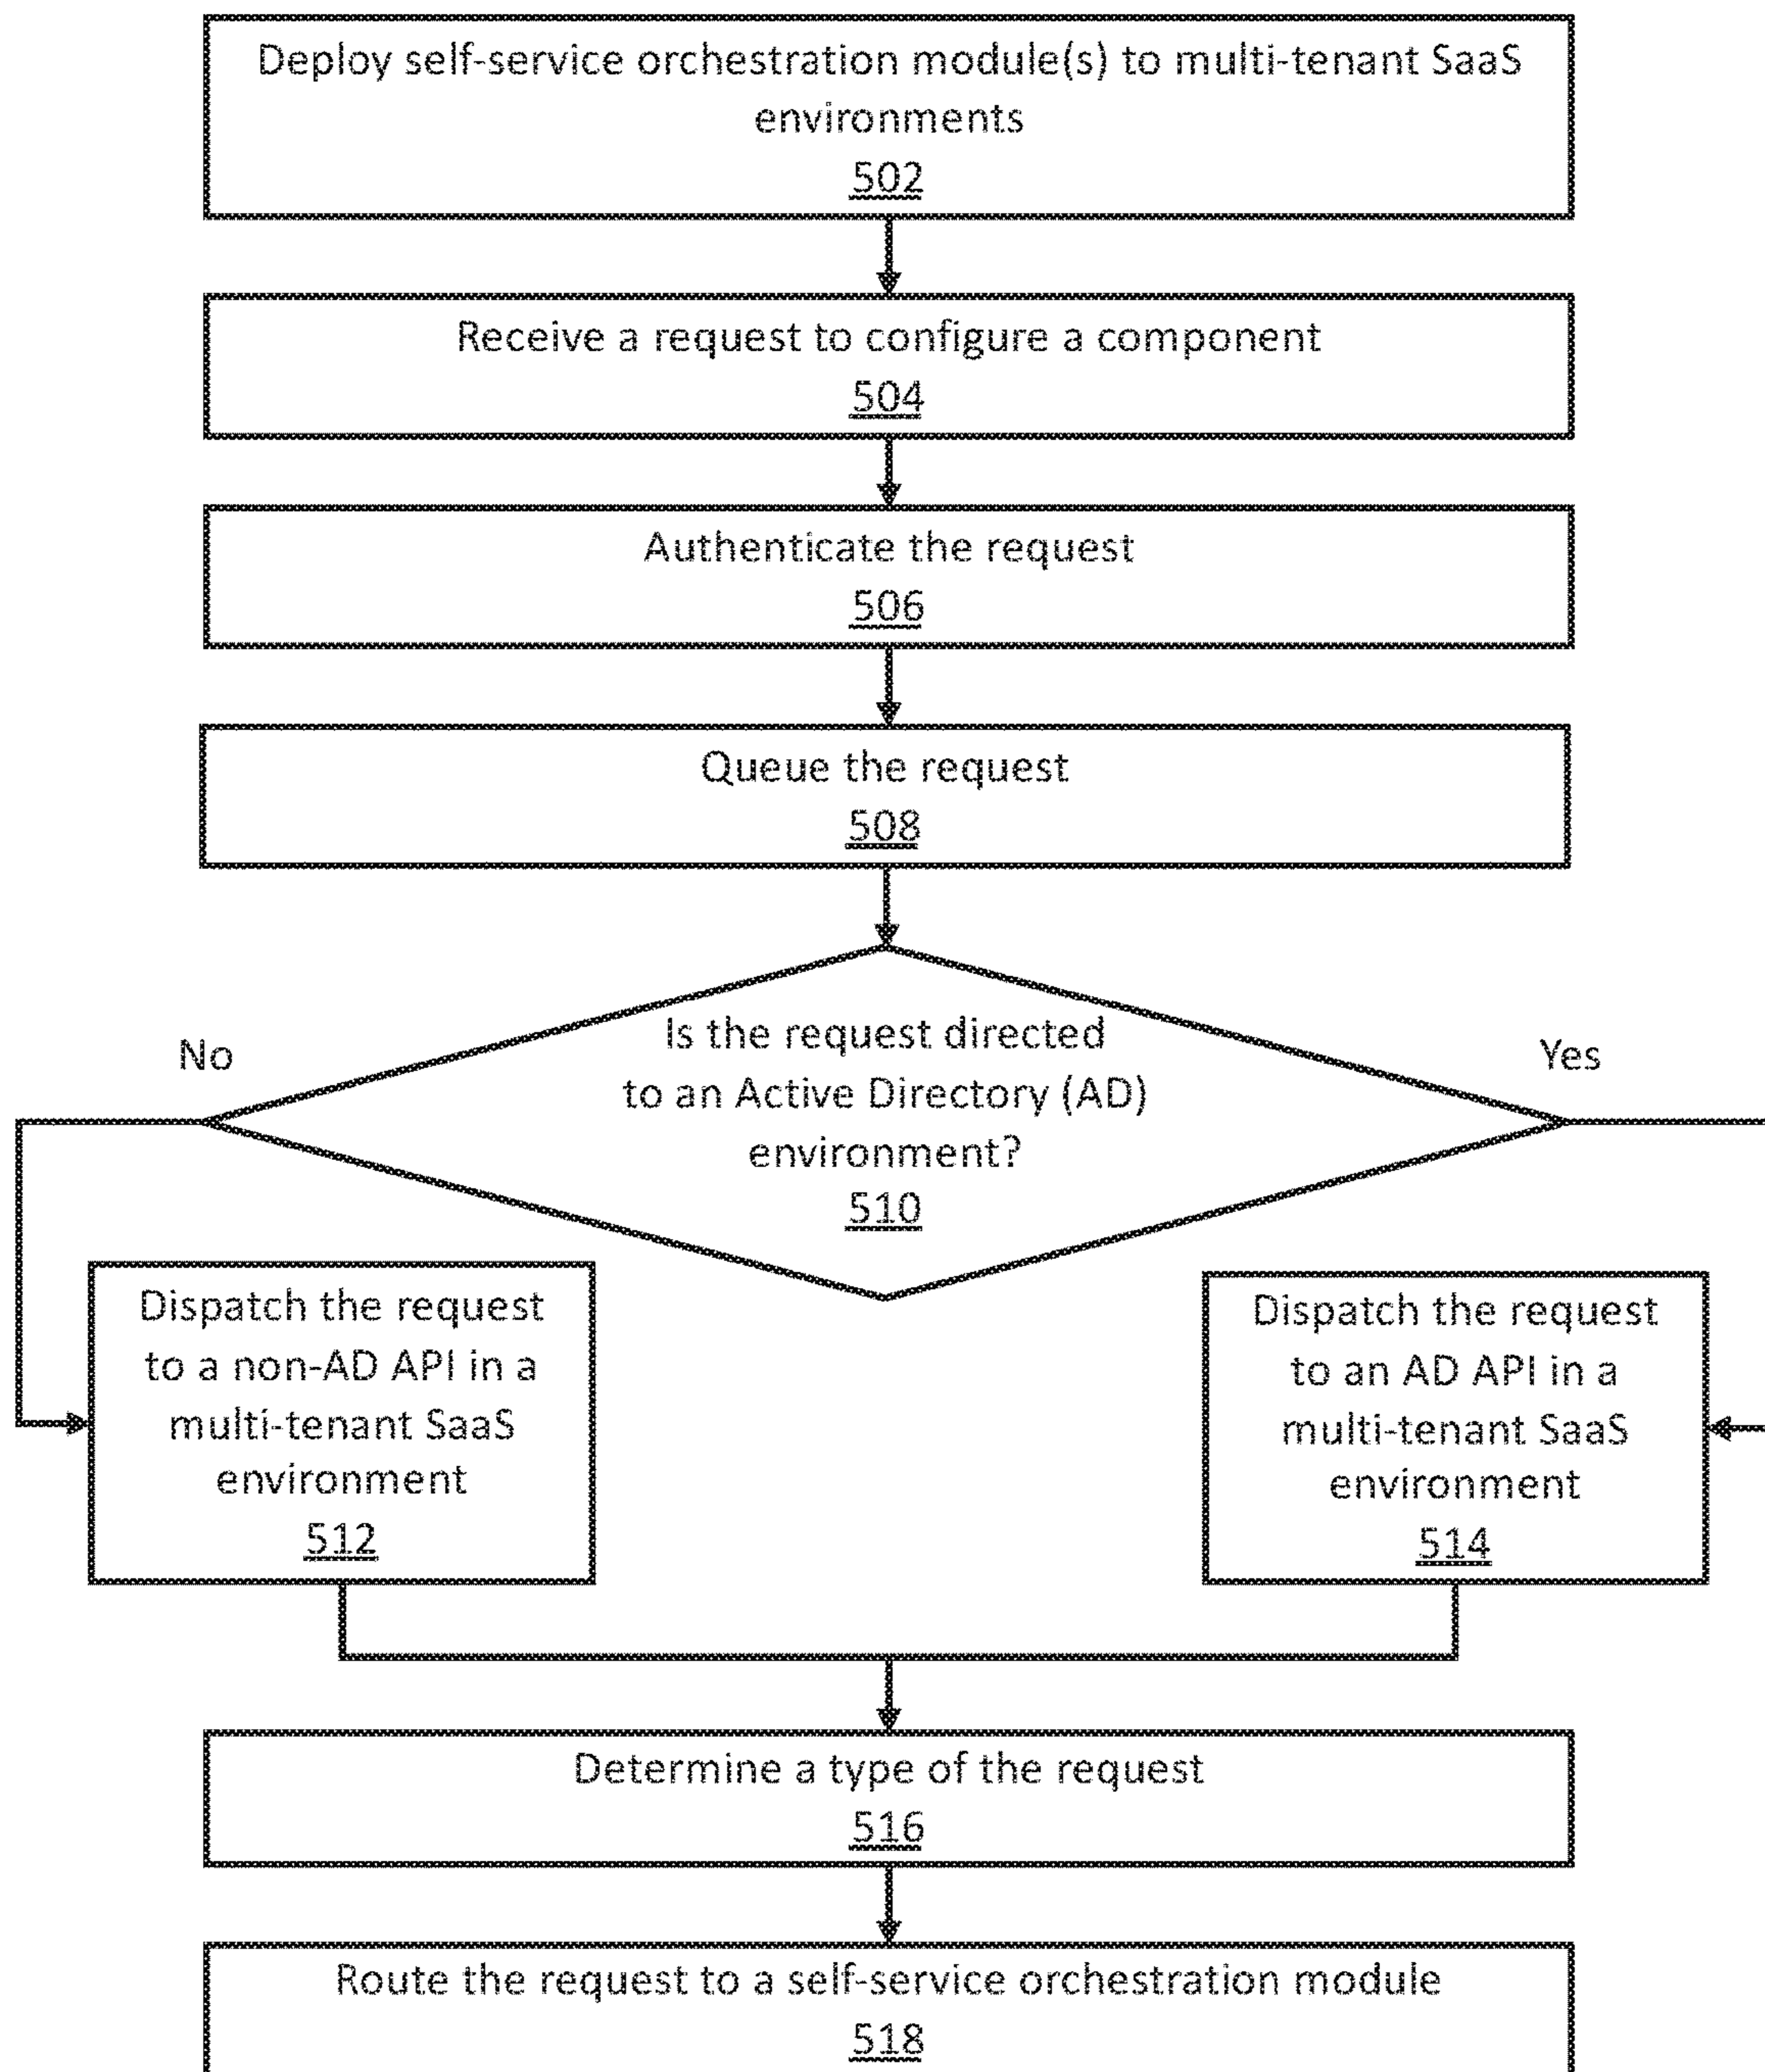 Deploy self-service orchestration module(s) to multi-tenant SaaS
environments
502
Receive a request to configure a component
504
Authenticate the request
506
Queue the request
508
Is the request directed
to an Active Directory (AD)
environment?
510
No
Yes
Dispatch the request
to a non-AD API in a
multi-tenant SaaS
environment
512
Dispatch the request
to an AD API in a
multi-tenant SaaS
environment
514
Determine a type of the request
516
Route the request to a self-service orchestration module
518